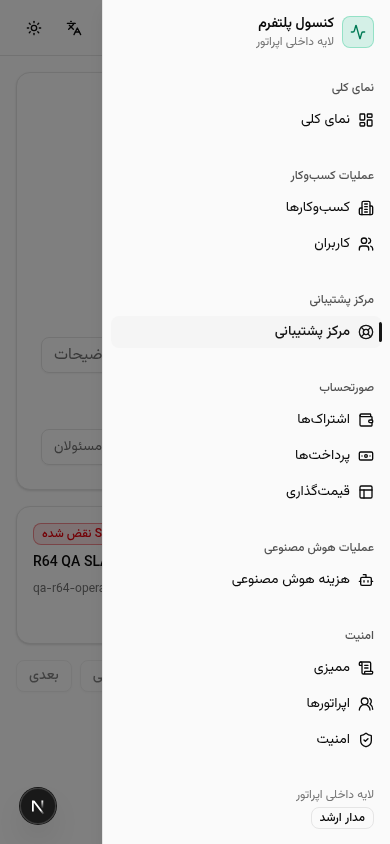 کنسول پلتفرم
لایه داخلی اپراتور
نمای کلی
نمای کلی
عملیات کسب‌وکار
کسب‌وکارها
کاربران
مرکز پشتیبانی
مرکز پشتیبانی
صورتحساب
اشتراک‌ها
پرداخت‌ها
قیمت‌گذاری
عملیات هوش مصنوعی
هزینه هوش مصنوعی
امنیت
ممیزی
اپراتورها
امنیت
لایه داخلی اپراتور
مدار ارشد
مسئولان
نقض شده
R64 QA
qa-r64-opera
بعدی
N